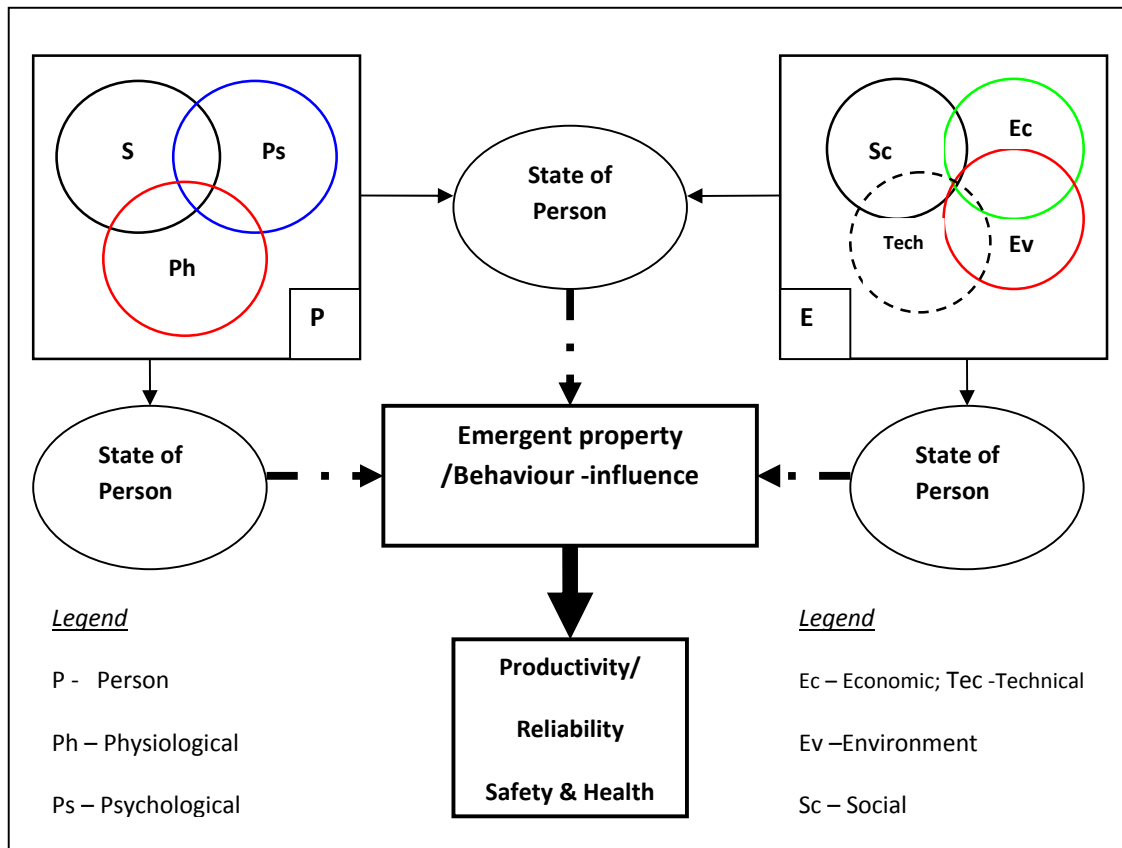 S
Ps
Ph
P
State of
Person
Sc
Ec
Tech
Ev
E
State of
Person
Emergent property
/Behaviour -influence
State of
Person
Legend
P - Person
Ph – Physiological
Ps – Psychological
Productivity/
Reliability
Safety & Health
Legend
Ec – Economic; Tec -Technical
Ev –Environment
Sc – Social